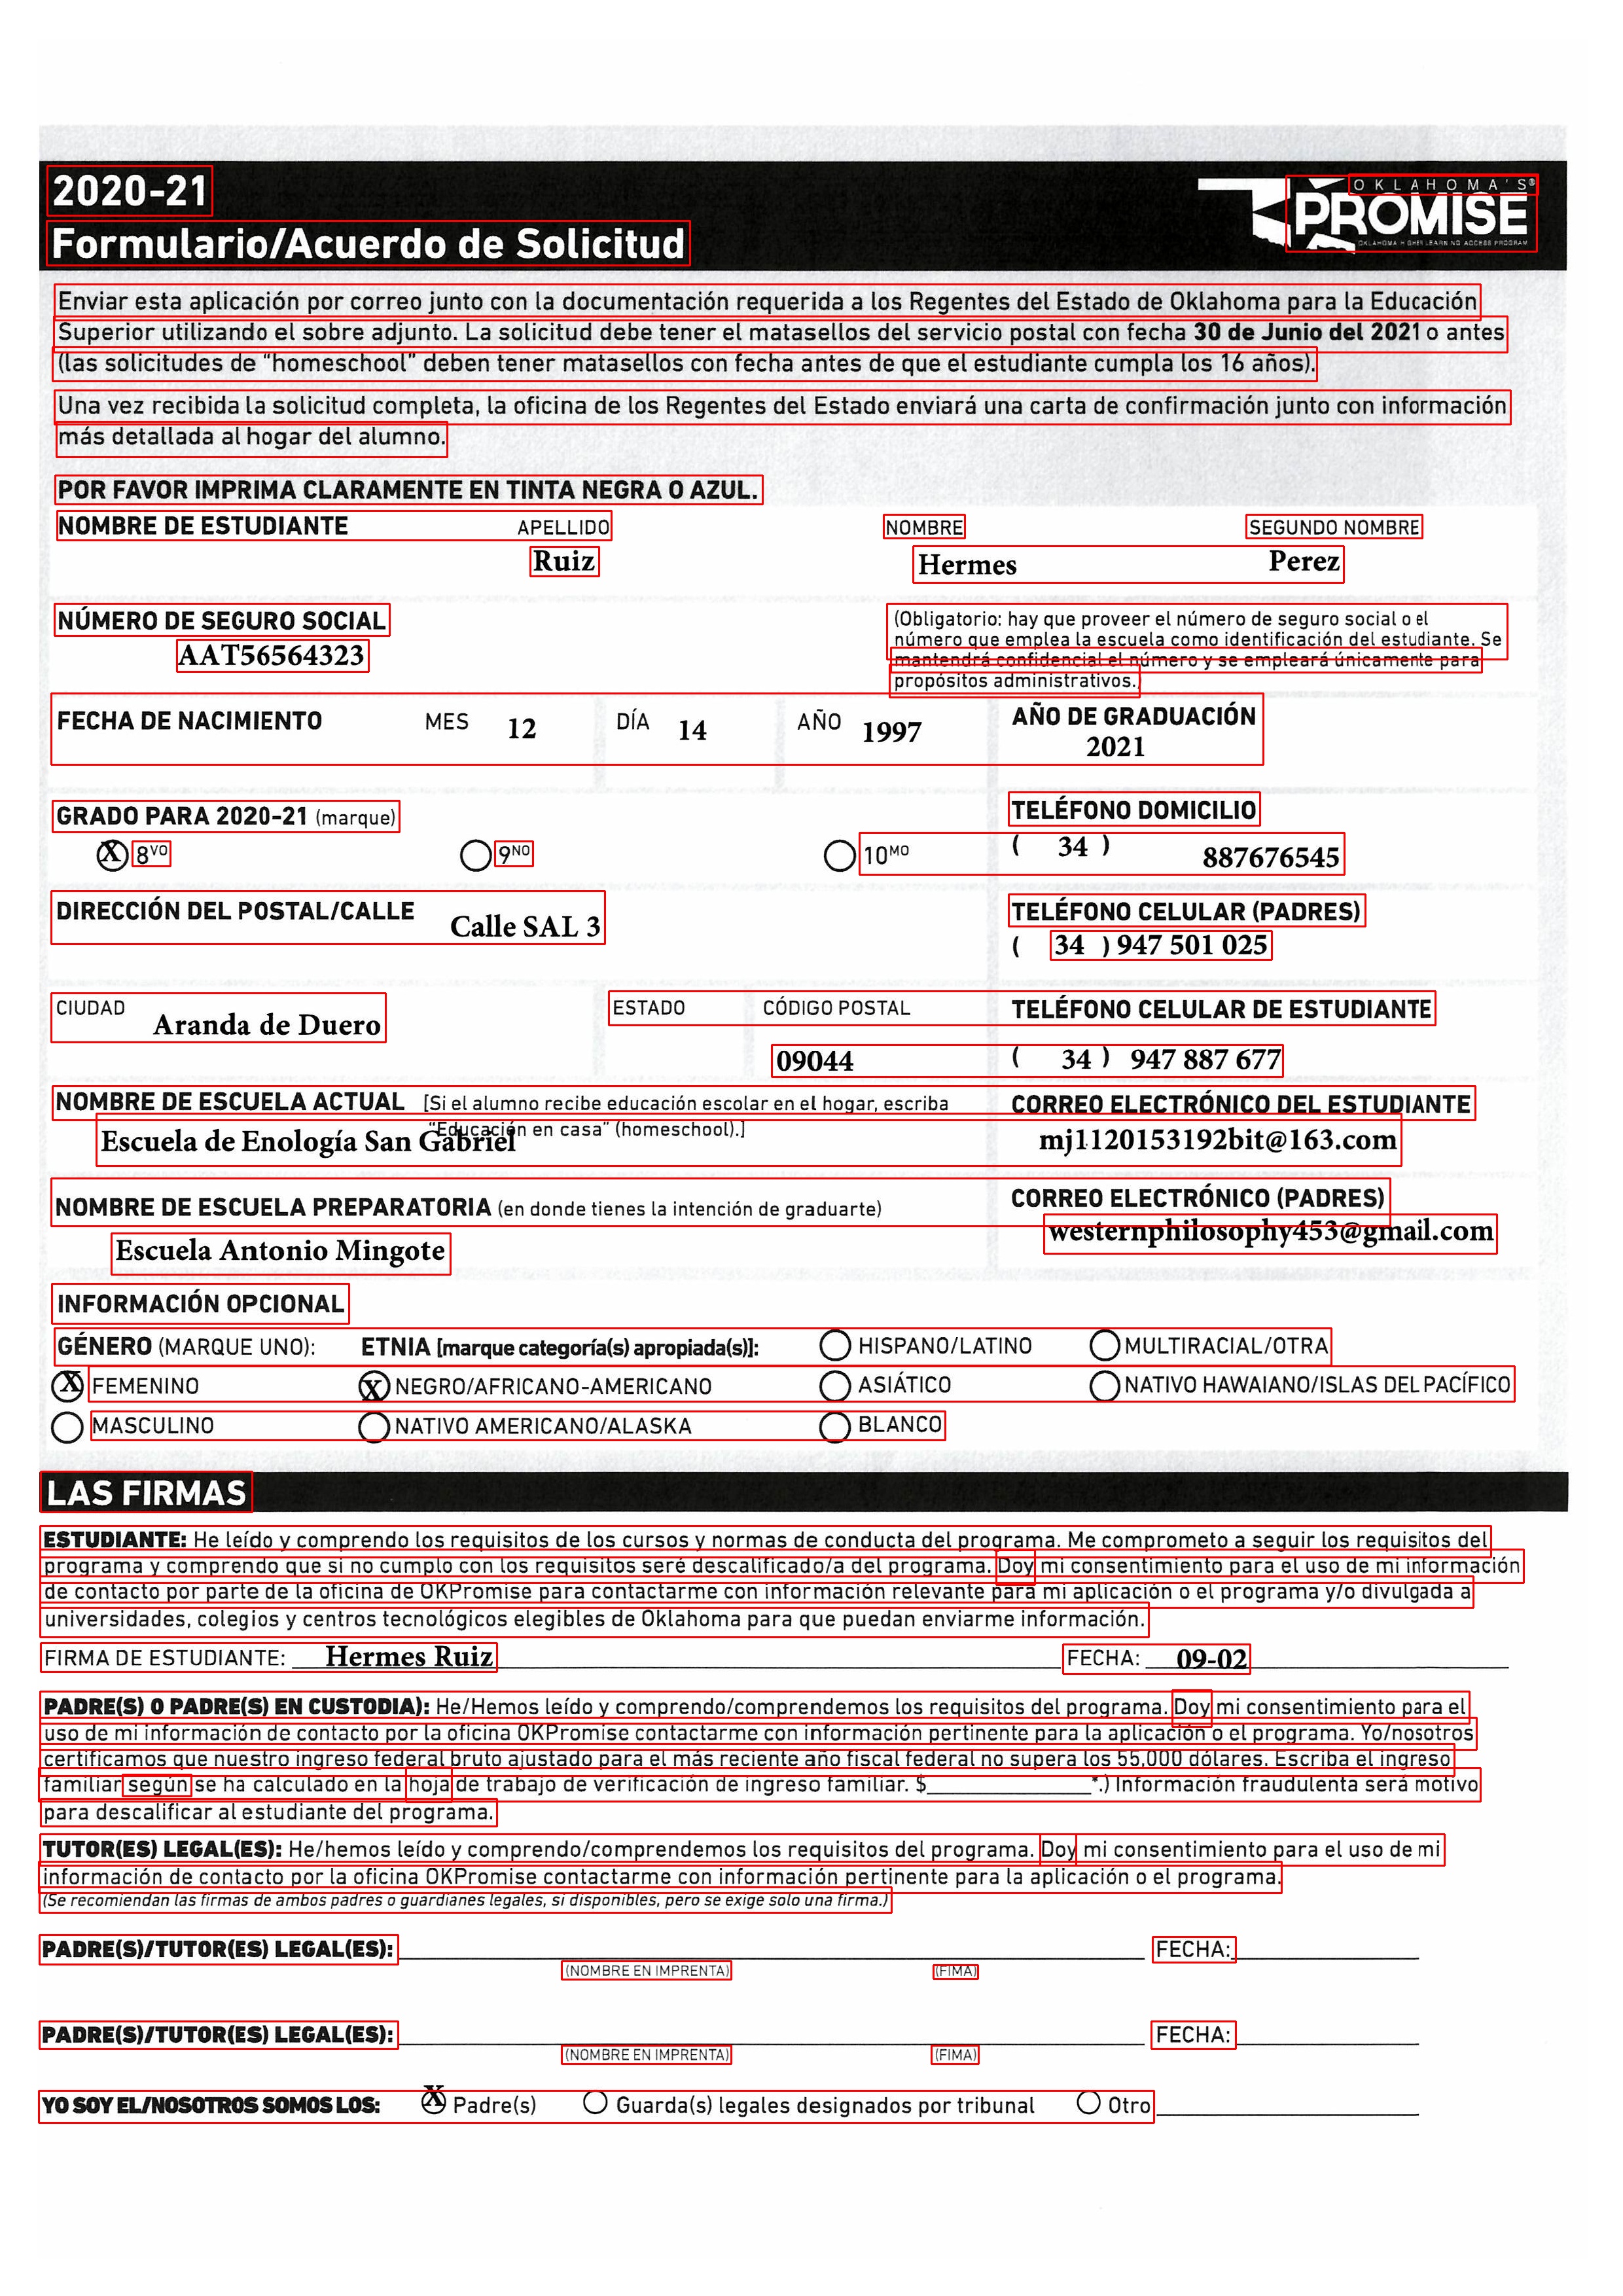 2020-21
Formulario/Acuerdo de Solicitud
OKLAHOMA'S®
PROMISE
OKLAHOMA HIGHER LEARNING ACCESS PROGRAM
Enviar esta aplicación por correo junto con la documentación requerida a los Regentes del Estado de Oklahoma para la Educación
Superior utilizando el sobre adjunto. La solicitud debe tener el matasellos del servicio postal con fecha 30 de Junio del 2021 o antes
(las solicitudes de "homeschool" deben tener matasellos con fecha antes de que el estudiante cumpla los 16 años).
Una vez recibida la solicitud completa, la oficina de los Regentes del Estado enviará una carta de confirmación junto con información
más detallada al hogar del alumno.
POR FAVOR IMPRIMA CLARAMENTE EN TINTA NEGRA O AZUL.
NOMBRE DE ESTUDIANTE APELLIDO NOMBRE SEGUNDO NOMBRE
Ruiz Hermes Perez
NÚMERO DE SEGURO SOCIAL
AAT56564323
(Obligatorio: hay que proveer el número de seguro social o el
número que emplea la escuela como identificación del estudiante. Se
mantendrá confidencial el número y se empleará únicamente para
propósitos administrativos.
FECHA DE NACIMIENTO MES 12 DÍA 14 AÑO 1997 AÑO DE GRADUACIÓN
2021
GRADO PARA 2020-21 (marque) TELÉFONO DOMICILIO
X 8VO 9NO 10MO ( 34 ) 887676545
DIRECCIÓN DEL POSTAL/CALLE Calle SAL 3 TELÉFONO CELULAR (PADRES)
( 34 ) 947 501 025
CIUDAD Aranda de Duero ESTADO CÓDIGO POSTAL TELÉFONO CELULAR DE ESTUDIANTE
09044 ( 34 ) 947 887 677
NOMBRE DE ESCUELA ACTUAL [Si el alumno recibe educación escolar en el hogar, escriba CORREO ELECTRÓNICO DEL ESTUDIANTE
"Educación en casa" (homeschool).]
Escuela de Enología San Gabriel mj1120153192bit@163.com
NOMBRE DE ESCUELA PREPARATORIA (en donde tienes la intención de graduarte) CORREO ELECTRÓNICO (PADRES)
Escuela Antonio Mingote westernphilosophy453@gmail.com
INFORMACIÓN OPCIONAL
GÉNERO (MARQUE UNO): ETNIA [marque categoría(s) apropiada(s)]: HISPANO/LATINO MULTIRACIAL/OTRA
X FEMENINO X NEGRO/AFRICANO-AMERICANO ASIÁTICO NATIVO HAWAIANO/ISLAS DEL PACÍFICO
MASCULINO NATIVO AMERICANO/ALASKA BLANCO
LAS FIRMAS
ESTUDIANTE: He leído y comprendo los requisitos de los cursos y normas de conducta del programa. Me comprometo a seguir los requisitos del
programa y comprendo que si no cumplo con los requisitos seré descalificado/a del programa. Doy mi consentimiento para el uso de mi información
de contacto por parte de la oficina de OKPromise para contactarme con información relevante para mi aplicación o el programa y/o divulgada a
universidades, colegios y centros tecnológicos elegibles de Oklahoma para que puedan enviarme información.
FIRMA DE ESTUDIANTE: Hermes Ruiz FECHA: 09-02
PADRE(S) O PADRE(S) EN CUSTODIA): He/Hemos leído y comprendo/comprendemos los requisitos del programa. Doy mi consentimiento para el
uso de mi información de contacto por la oficina OKPromise contactarme con información pertinente para la aplicación o el programa. Yo/nosotros
certificamos que nuestro ingreso federal bruto ajustado para el más reciente año fiscal federal no supera los 55,000 dólares. Escriba el ingreso
familiar según se ha calculado en la hoja de trabajo de verificación de ingreso familiar. $______________*.) Información fraudulenta será motivo
para descalificar al estudiante del programa.
TUTOR(ES) LEGAL(ES): He/hemos leído y comprendo/comprendemos los requisitos del programa. Doy mi consentimiento para el uso de mi
información de contacto por la oficina OKPromise contactarme con información pertinente para la aplicación o el programa.
(Se recomiendan las firmas de ambos padres o guardianes legales, si disponibles, pero se exige solo una firma.)
PADRE(S)/TUTOR(ES) LEGAL(ES): FECHA:
(NOMBRE EN IMPRENTA) (FIMA)
PADRE(S)/TUTOR(ES) LEGAL(ES): FECHA:
(NOMBRE EN IMPRENTA) (FIMA)
YO SOY EL/NOSOTROS SOMOS LOS: X Padre(s) Guarda(s) legales designados por tribunal Otro